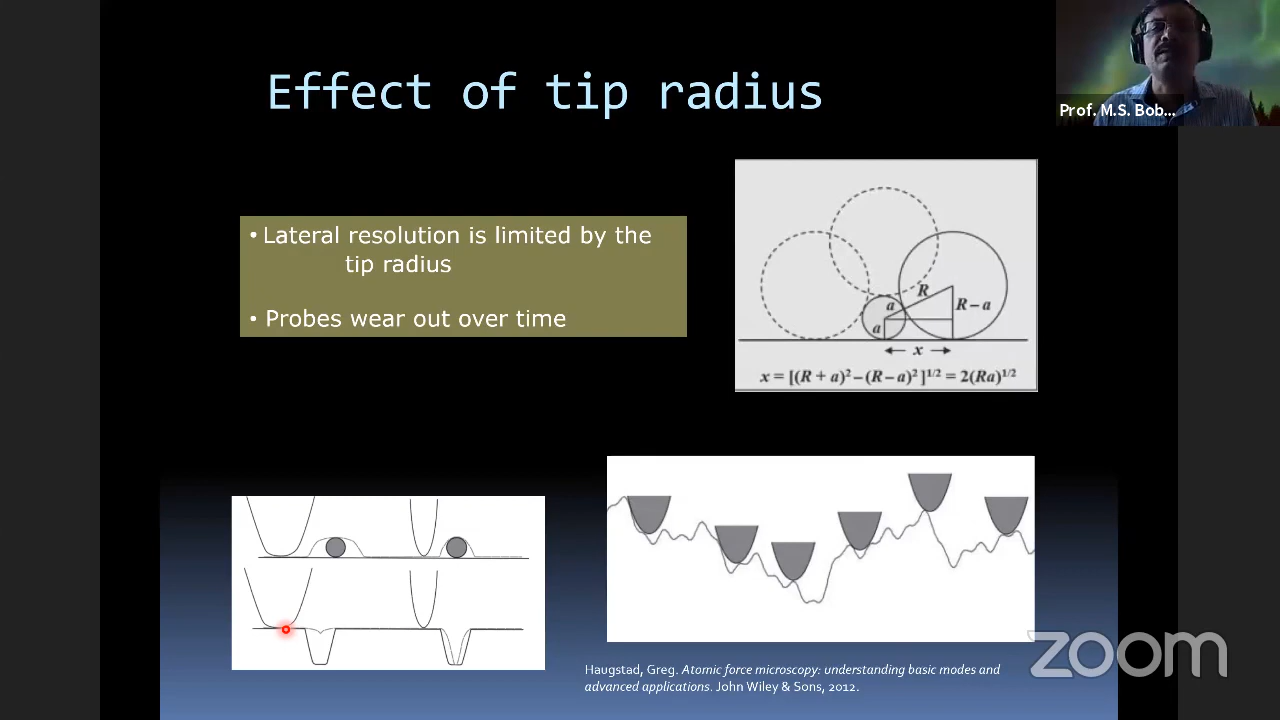 Effect of tip radius
Prof. M.S. Bob...
• Lateral resolution is limited by the
tip radius
• Probes wear out over time
R
a
R – a
a
x
x = [(R + a)² – (R – a)²]¹/² = 2(Ra)¹/²
Haugstad, Greg. Atomic force microscopy: understanding basic modes and
advanced applications. John Wiley & Sons, 2012.
zoom